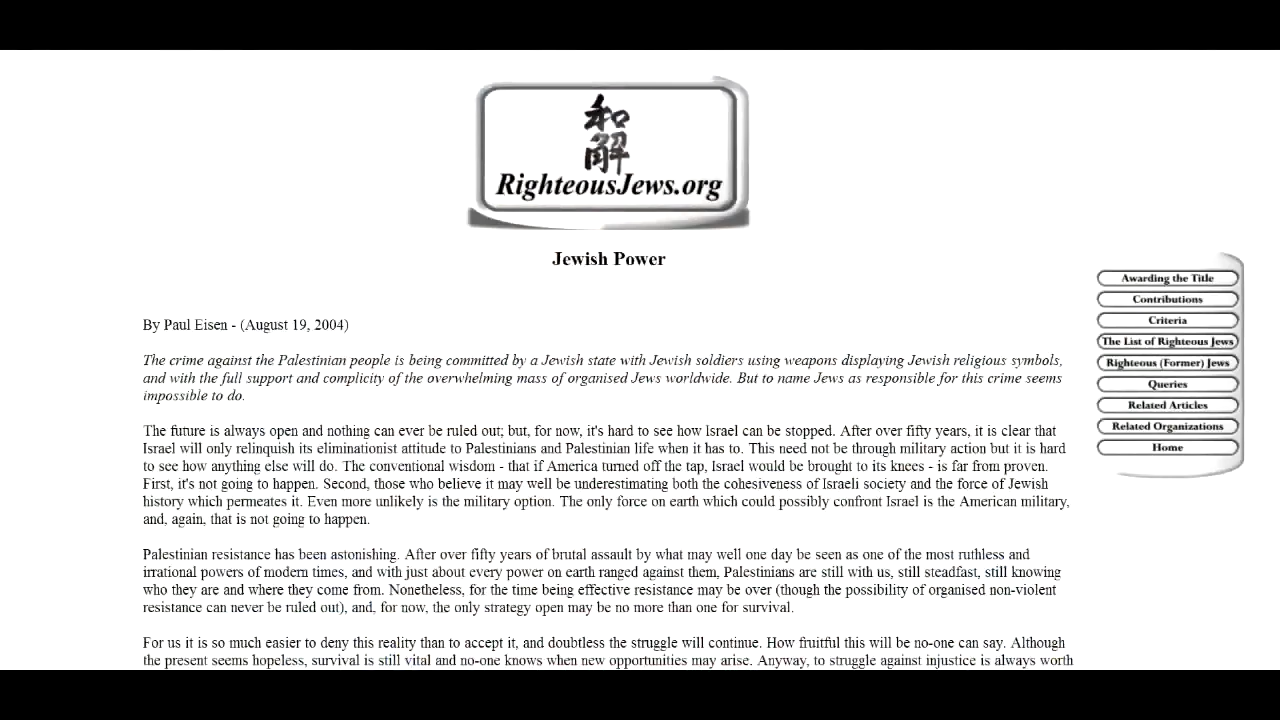 和
解
RighteousJews.org
Jewish Power
By Paul Eisen - (August 19, 2004)
The crime against the Palestinian people is being committed by a Jewish state with Jewish soldiers using weapons displaying Jewish religious symbols,
and with the full support and complicity of the overwhelming mass of organised Jews worldwide. But to name Jews as responsible for this crime seems
impossible to do.
The future is always open and nothing can ever be ruled out; but, for now, it's hard to see how Israel can be stopped. After over fifty years, it is clear that
Israel will only relinquish its eliminationist attitude to Palestinians and Palestinian life when it has to. This need not be through military action but it is hard
to see how anything else will do. The conventional wisdom - that if America turned off the tap, Israel would be brought to its knees - is far from proven.
First, it's not going to happen. Second, those who believe it may well be underestimating both the cohesiveness of Israeli society and the force of Jewish
history which permeates it. Even more unlikely is the military option. The only force on earth which could possibly confront Israel is the American military,
and, again, that is not going to happen.
Palestinian resistance has been astonishing. After over fifty years of brutal assault by what may well one day be seen as one of the most ruthless and
irrational powers of modern times, and with just about every power on earth ranged against them, Palestinians are still with us, still steadfast, still knowing
who they are and where they come from. Nonetheless, for the time being effective resistance may be over (though the possibility of organised non-violent
resistance can never be ruled out), and, for now, the only strategy open may be no more than one for survival.
For us it is so much easier to deny this reality than to accept it, and doubtless the struggle will continue. How fruitful this will be no-one can say. Although
the present seems hopeless, survival is still vital and no-one knows when new opportunities may arise. Anyway, to struggle against injustice is always worth
Awarding the Title
Contributions
Criteria
The List of Righteous Jews
Righteous (Former) Jews
Queries
Related Articles
Related Organizations
Home